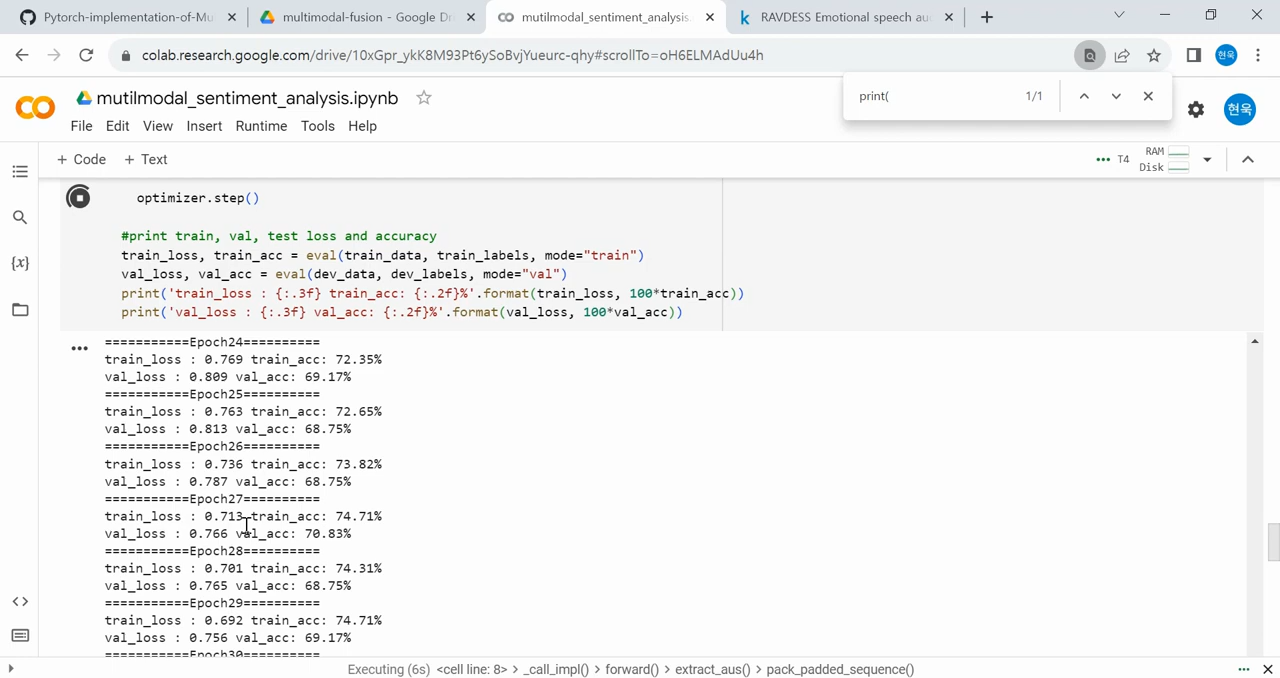 Pytorch-implementation-of-Mu
multimodal-fusion - Google Dr
mutilmodal_sentiment_analysis.
RAVDESS Emotional speech au
colab.research.google.com/drive/10xGpr_ykK8M93Pt6ySoBvjYueurc-qhy#scrollTo=oH6ELMAdUu4h
현욱
print(
1/1
mutilmodal_sentiment_analysis.ipynb
현욱
File Edit View Insert Runtime Tools Help
+ Code + Text
T4
RAM
Disk
optimizer.step()
#print train, val, test loss and accuracy
train_loss, train_acc = eval(train_data, train_labels, mode="train")
val_loss, val_acc = eval(dev_data, dev_labels, mode="val")
print('train_loss : {:.3f} train_acc: {:.2f}%'.format(train_loss, 100*train_acc))
print('val_loss : {:.3f} val_acc: {:.2f}%'.format(val_loss, 100*val_acc))
===========Epoch24==========
train_loss : 0.769 train_acc: 72.35%
val_loss : 0.809 val_acc: 69.17%
===========Epoch25==========
train_loss : 0.763 train_acc: 72.65%
val_loss : 0.813 val_acc: 68.75%
===========Epoch26==========
train_loss : 0.736 train_acc: 73.82%
val_loss : 0.787 val_acc: 68.75%
===========Epoch27==========
train_loss : 0.713 train_acc: 74.71%
val_loss : 0.766 val_acc: 70.83%
===========Epoch28==========
train_loss : 0.701 train_acc: 74.31%
val_loss : 0.765 val_acc: 68.75%
===========Epoch29==========
train_loss : 0.692 train_acc: 74.71%
val_loss : 0.756 val_acc: 69.17%
===========Epoch30==========
Executing (6s) <cell line: 8> > _call_impl() > forward() > extract_aus() > pack_padded_sequence()